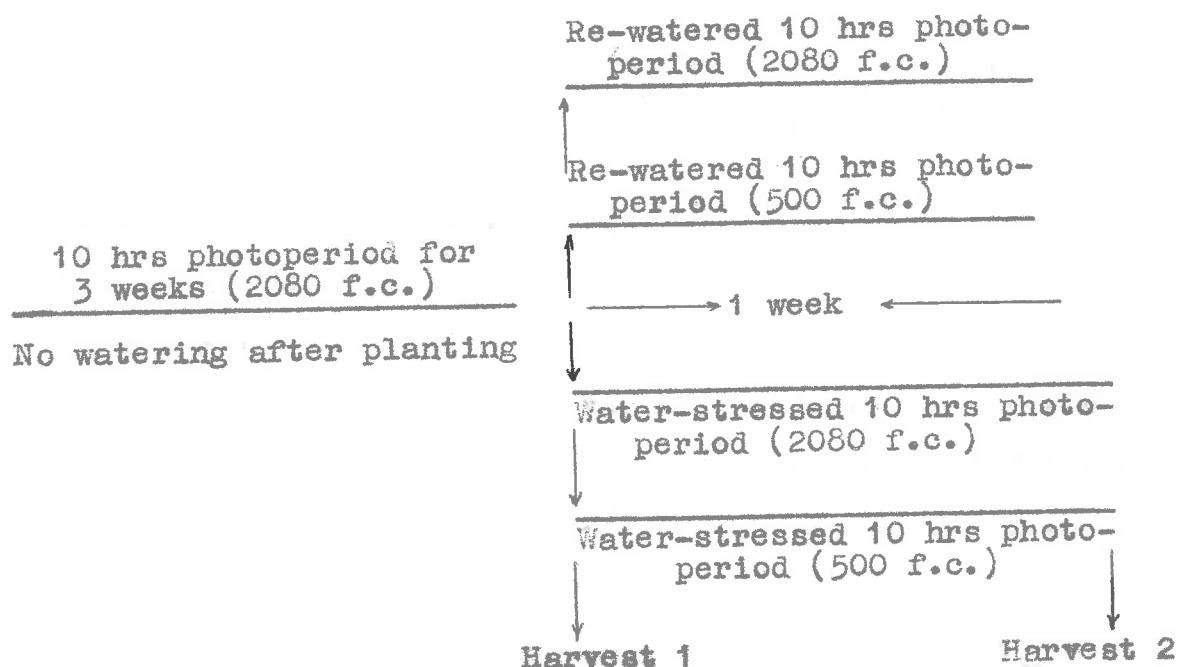 Re-watered 10 hrs photo-
period (2080 f.c.)
Re-watered 10 hrs photo-
period (500 f.c.)
10 hrs photoperiod for
3 weeks (2080 f.c.)
No watering after planting
1 week
Water-stressed 10 hrs photo-
period (2080 f.c.)
Water-stressed 10 hrs photo-
period (500 f.c.)
Harvest 1
Harvest 2